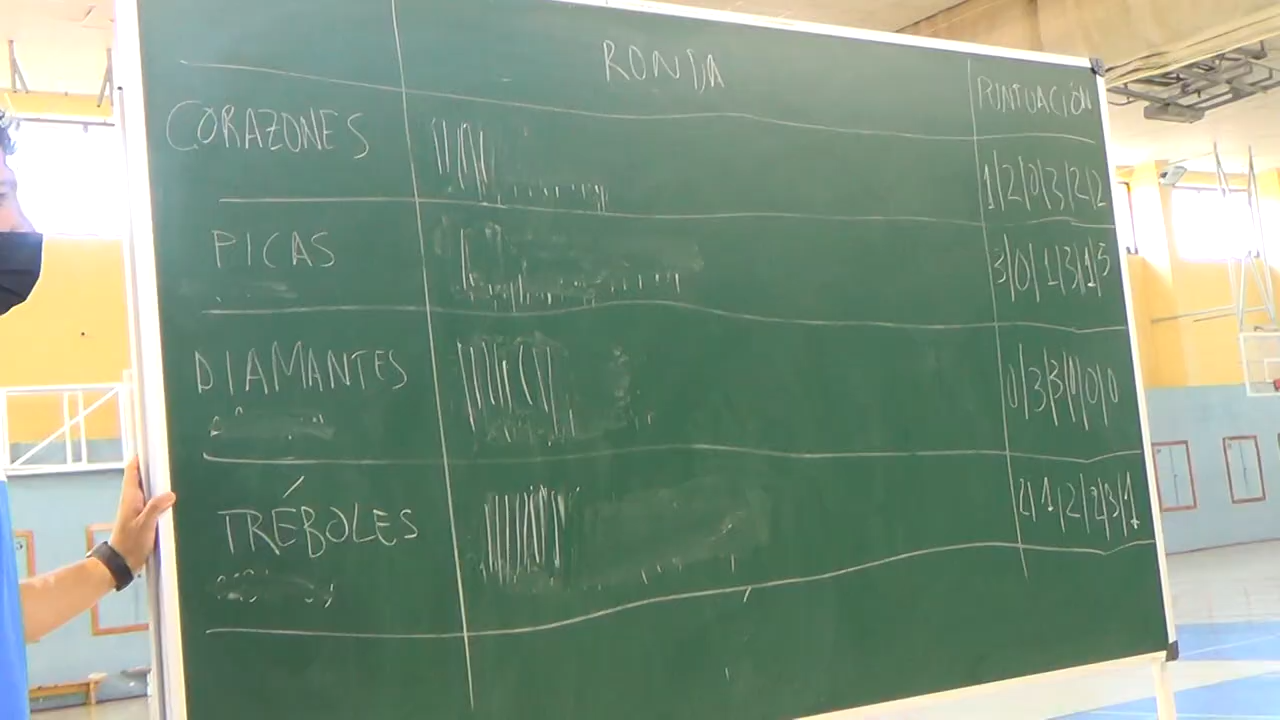 RONDA
PUNTUACIÓN
CORAZONES
1|2|0|3|2|2
PICAS
3|0|1|3|1|3
DIAMANTES
0|3|3|0|0|0
TRÉBOLES
2|1|2|2|3|1